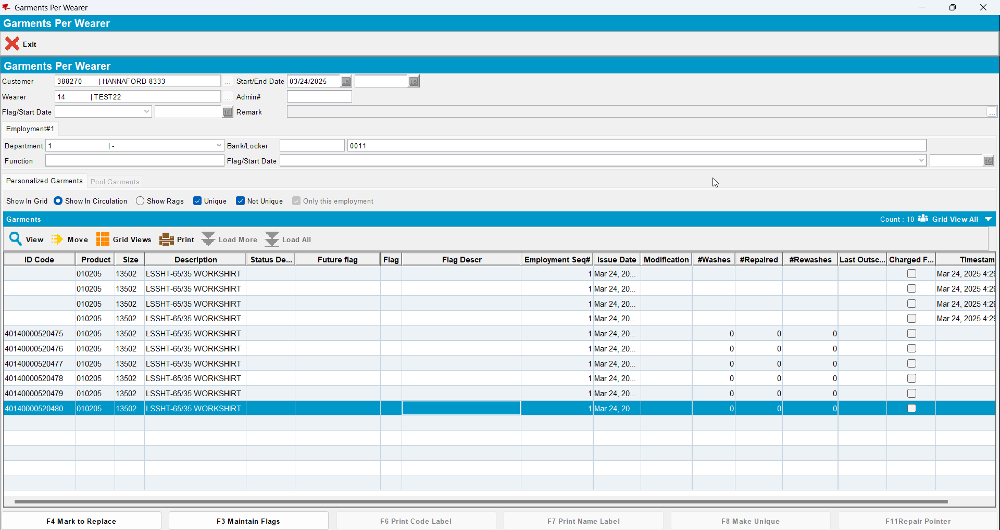 Garments Per Wearer
Garments Per Wearer
Exit
Garments Per Wearer
Customer 388270 | HANNAFORD 8333 ... Start/End Date 03/24/2025 16 16
Wearer 14 | TEST22 ... Admin#
Flag/Start Date 16 Remark ...
Employment#1
Department 1 | - Bank/Locker 0011
Function Flag/Start Date 16
Personalized Garments Pool Garments
Show In Grid Show In Circulation Show Rags Unique Not Unique Only this employment
Garments Count : 10 Grid View All
View Move Grid Views Print Load More Load All
ID Code Product Size Description Status De... Future flag Flag Flag Descr Employment Seq# Issue Date Modification #Washes #Repaired #Rewashes Last Outsc... Charged F... Timestam
010205 13502 LSSHT-65/35 WORKSHIRT 1 Mar 24, 20... Mar 24, 2025 4:29
010205 13502 LSSHT-65/35 WORKSHIRT 1 Mar 24, 20... Mar 24, 2025 4:29
010205 13502 LSSHT-65/35 WORKSHIRT 1 Mar 24, 20... Mar 24, 2025 4:29
010205 13502 LSSHT-65/35 WORKSHIRT 1 Mar 24, 20... Mar 24, 2025 4:29
40140000520475 010205 13502 LSSHT-65/35 WORKSHIRT 1 Mar 24, 20... 0 0 0
40140000520476 010205 13502 LSSHT-65/35 WORKSHIRT 1 Mar 24, 20... 0 0 0
40140000520477 010205 13502 LSSHT-65/35 WORKSHIRT 1 Mar 24, 20... 0 0 0
40140000520478 010205 13502 LSSHT-65/35 WORKSHIRT 1 Mar 24, 20... 0 0 0
40140000520479 010205 13502 LSSHT-65/35 WORKSHIRT 1 Mar 24, 20... 0 0 0
40140000520480 010205 13502 LSSHT-65/35 WORKSHIRT 1 Mar 24, 20... 0 0 0
F4 Mark to Replace F3 Maintain Flags F6 Print Code Label F7 Print Name Label F8 Make Unique F11Repair Pointer